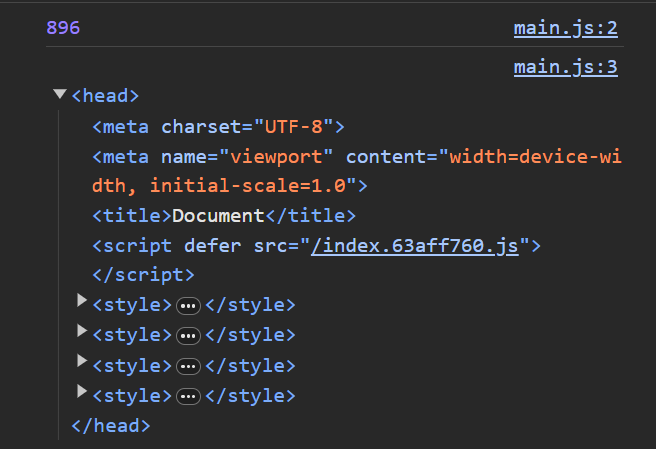 896 main.js:2
main.js:3
<head>
<meta charset="UTF-8">
<meta name="viewport" content="width=device-wi
dth, initial-scale=1.0">
<title>Document</title>
<script defer src="/index.63aff760.js">
</script>
<style>…</style>
<style>…</style>
<style>…</style>
<style>…</style>
</head>